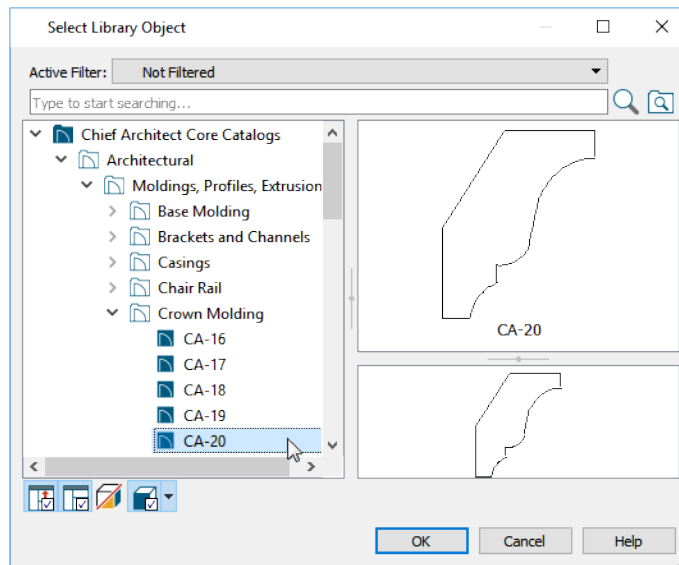 Select Library Object
Active Filter: Not Filtered
Type to start searching...
Chief Architect Core Catalogs
Architectural
Moldings, Profiles, Extrusion
Base Molding
Brackets and Channels
Casings
Chair Rail
Crown Molding
CA-16
CA-17
CA-18
CA-19
CA-20
CA-20
OK Cancel Help